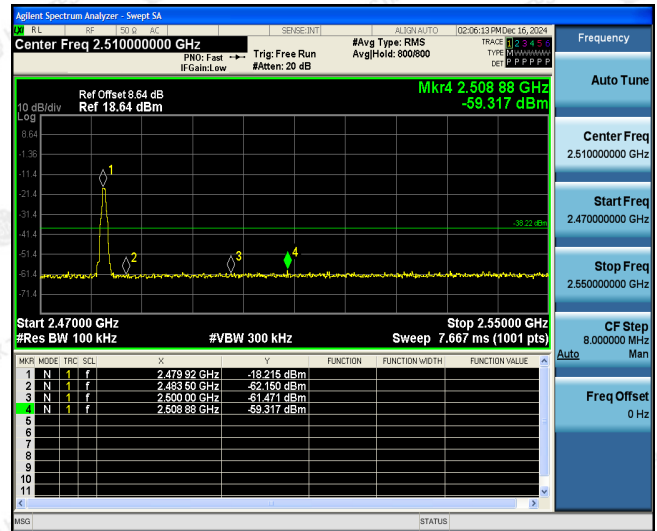 Agilent Spectrum Analyzer - Swept SA
LXI RL RF 50 Ω AC SENSE:INT ALIGN AUTO 02:06:13 PM Dec 16, 2024
Center Freq 2.510000000 GHz
PNO: Fast
IFGain:Low
Trig: Free Run
#Atten: 20 dB
#Avg Type: RMS
Avg|Hold: 800/800
TRACE 1 2 3 4 5 6
TYPE M W W W W W
DET P P P P P P
Ref Offset 8.64 dB
Ref 18.64 dBm
10 dB/div
Log
Mkr4 2.508 88 GHz
-59.317 dBm
8.64
-1.36
-11.4
-21.4
-31.4
-41.4
-51.4
-61.4
-71.4
1
2
3
4
-38.22 dBm
Start 2.47000 GHz Stop 2.55000 GHz
#Res BW 100 kHz #VBW 300 kHz Sweep 7.667 ms (1001 pts)
MKR MODE TRC SCL X Y FUNCTION FUNCTION WIDTH FUNCTION VALUE
1 N 1 f 2.479 92 GHz -18.215 dBm
2 N 1 f 2.483 50 GHz -62.150 dBm
3 N 1 f 2.500 00 GHz -61.471 dBm
4 N 1 f 2.508 88 GHz -59.317 dBm
5
6
7
8
9
10
11
MSG STATUS
Frequency
Auto Tune
Center Freq
2.510000000 GHz
Start Freq
2.470000000 GHz
Stop Freq
2.550000000 GHz
CF Step
8.000000 MHz
Auto Man
Freq Offset
0 Hz